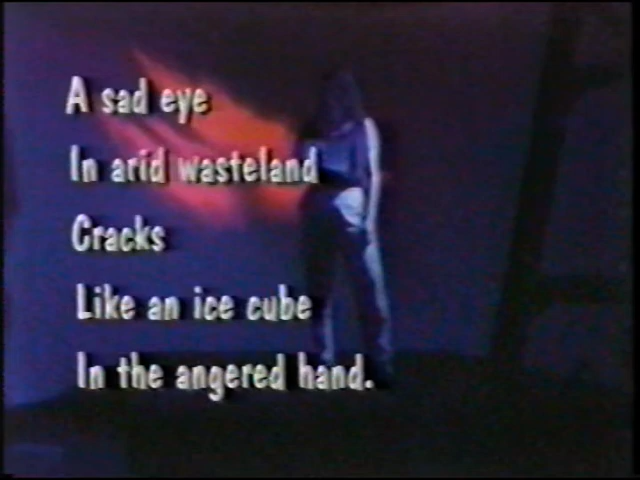 A sad eye
In arid wasteland
Cracks
Like an ice cube
In the angered hand.